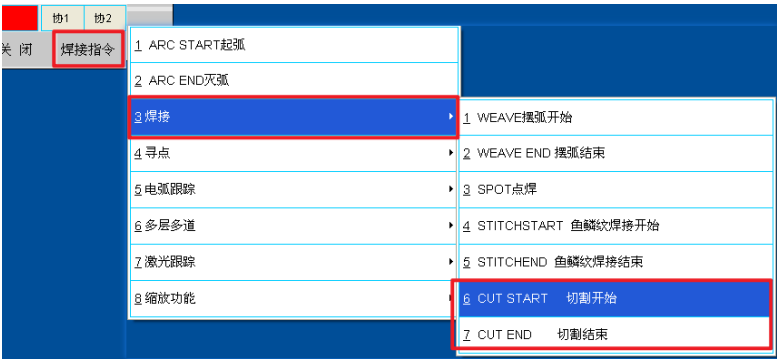 协1 协2
关 闭 焊接指令
1 ARC START起弧
2 ARC END灭弧
3 焊接
4 寻点
5 电弧跟踪
6 多层多道
7 激光跟踪
8 缩放功能
1 WEAVE摆弧开始
2 WEAVE END 摆弧结束
3 SPOT点焊
4 STITCHSTART 鱼鳞纹焊接开始
5 STITCHEND 鱼鳞纹焊接结束
6 CUT START 切割开始
7 CUT END 切割结束